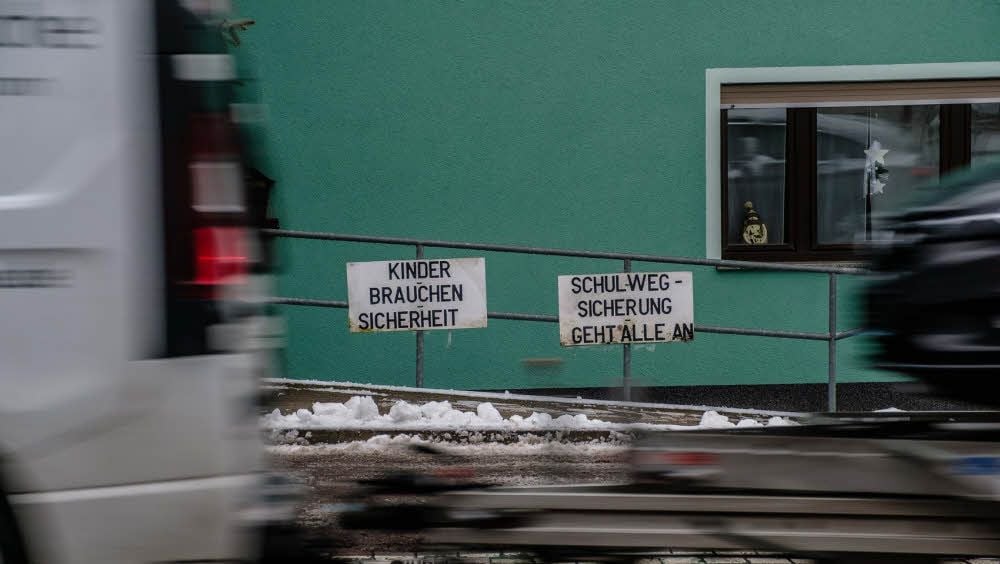 KINDER
BRAUCHEN
SICHERHEIT
SCHUL-WEG-
SICHERUNG
GEHT ALLE AN